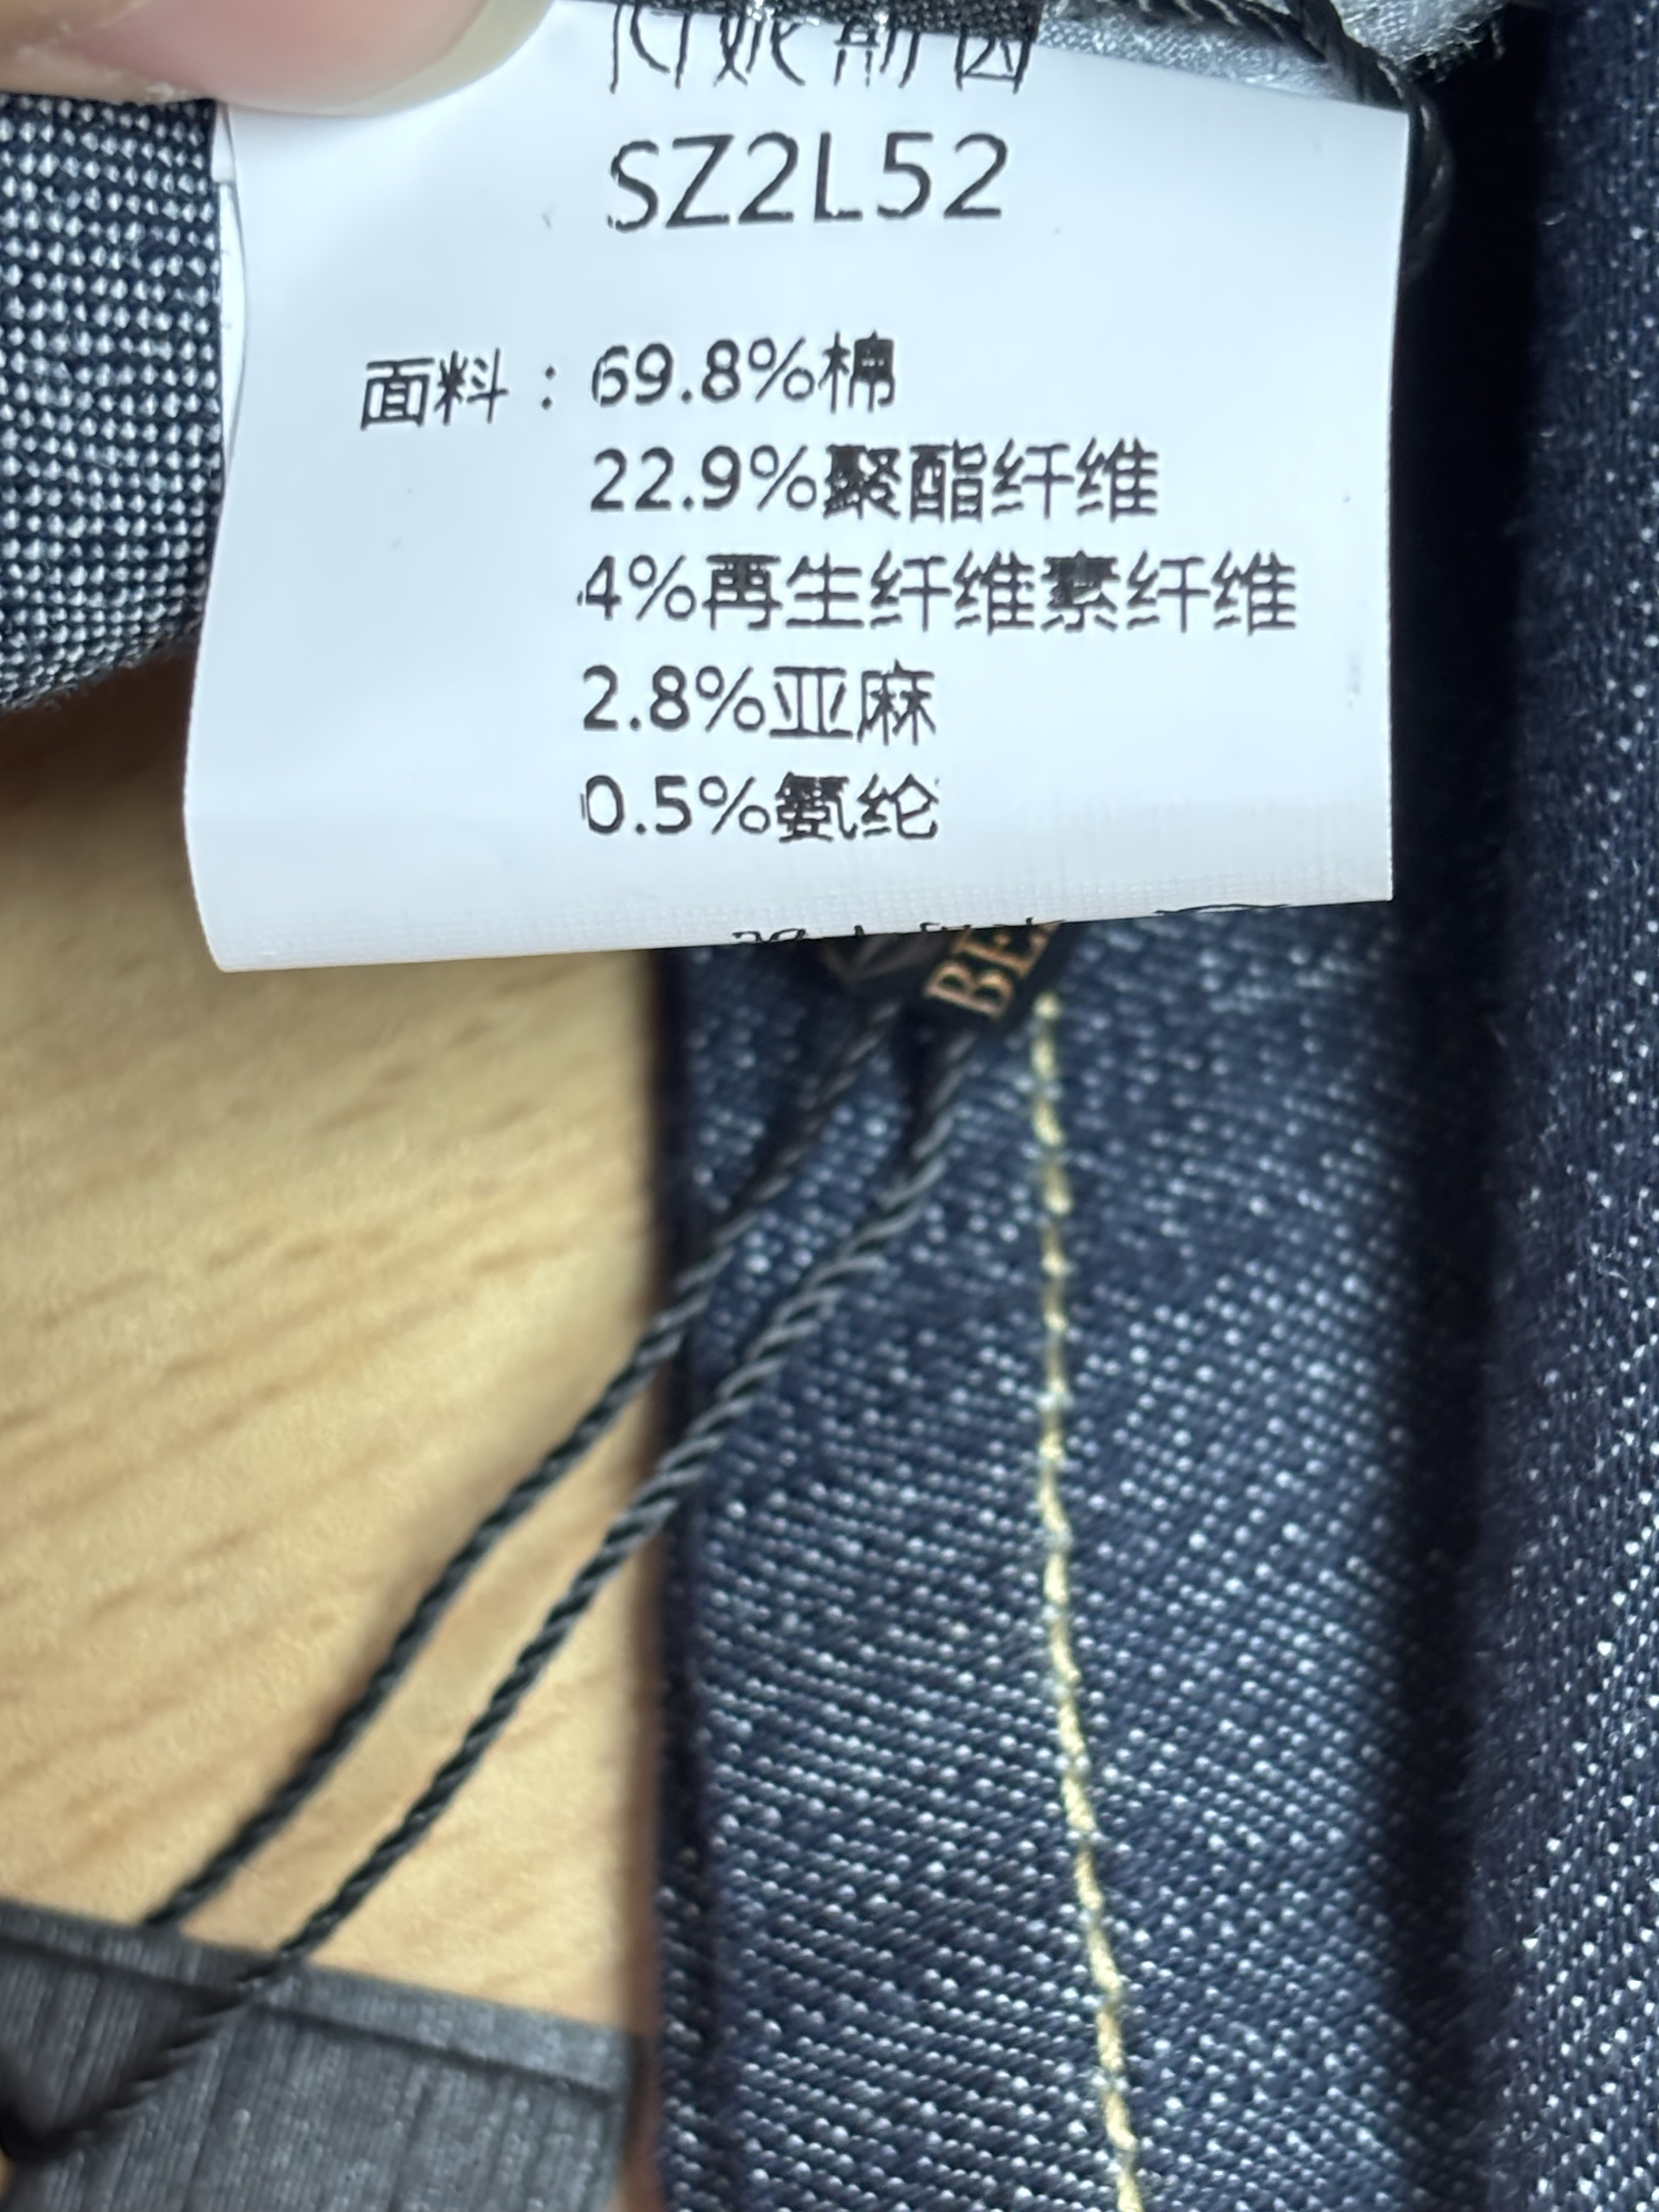 SZ2L52
面料：69.8%棉
22.9%聚酯纤维
4%再生纤维素纤维
2.8%亚麻
0.5%氨纶
BE